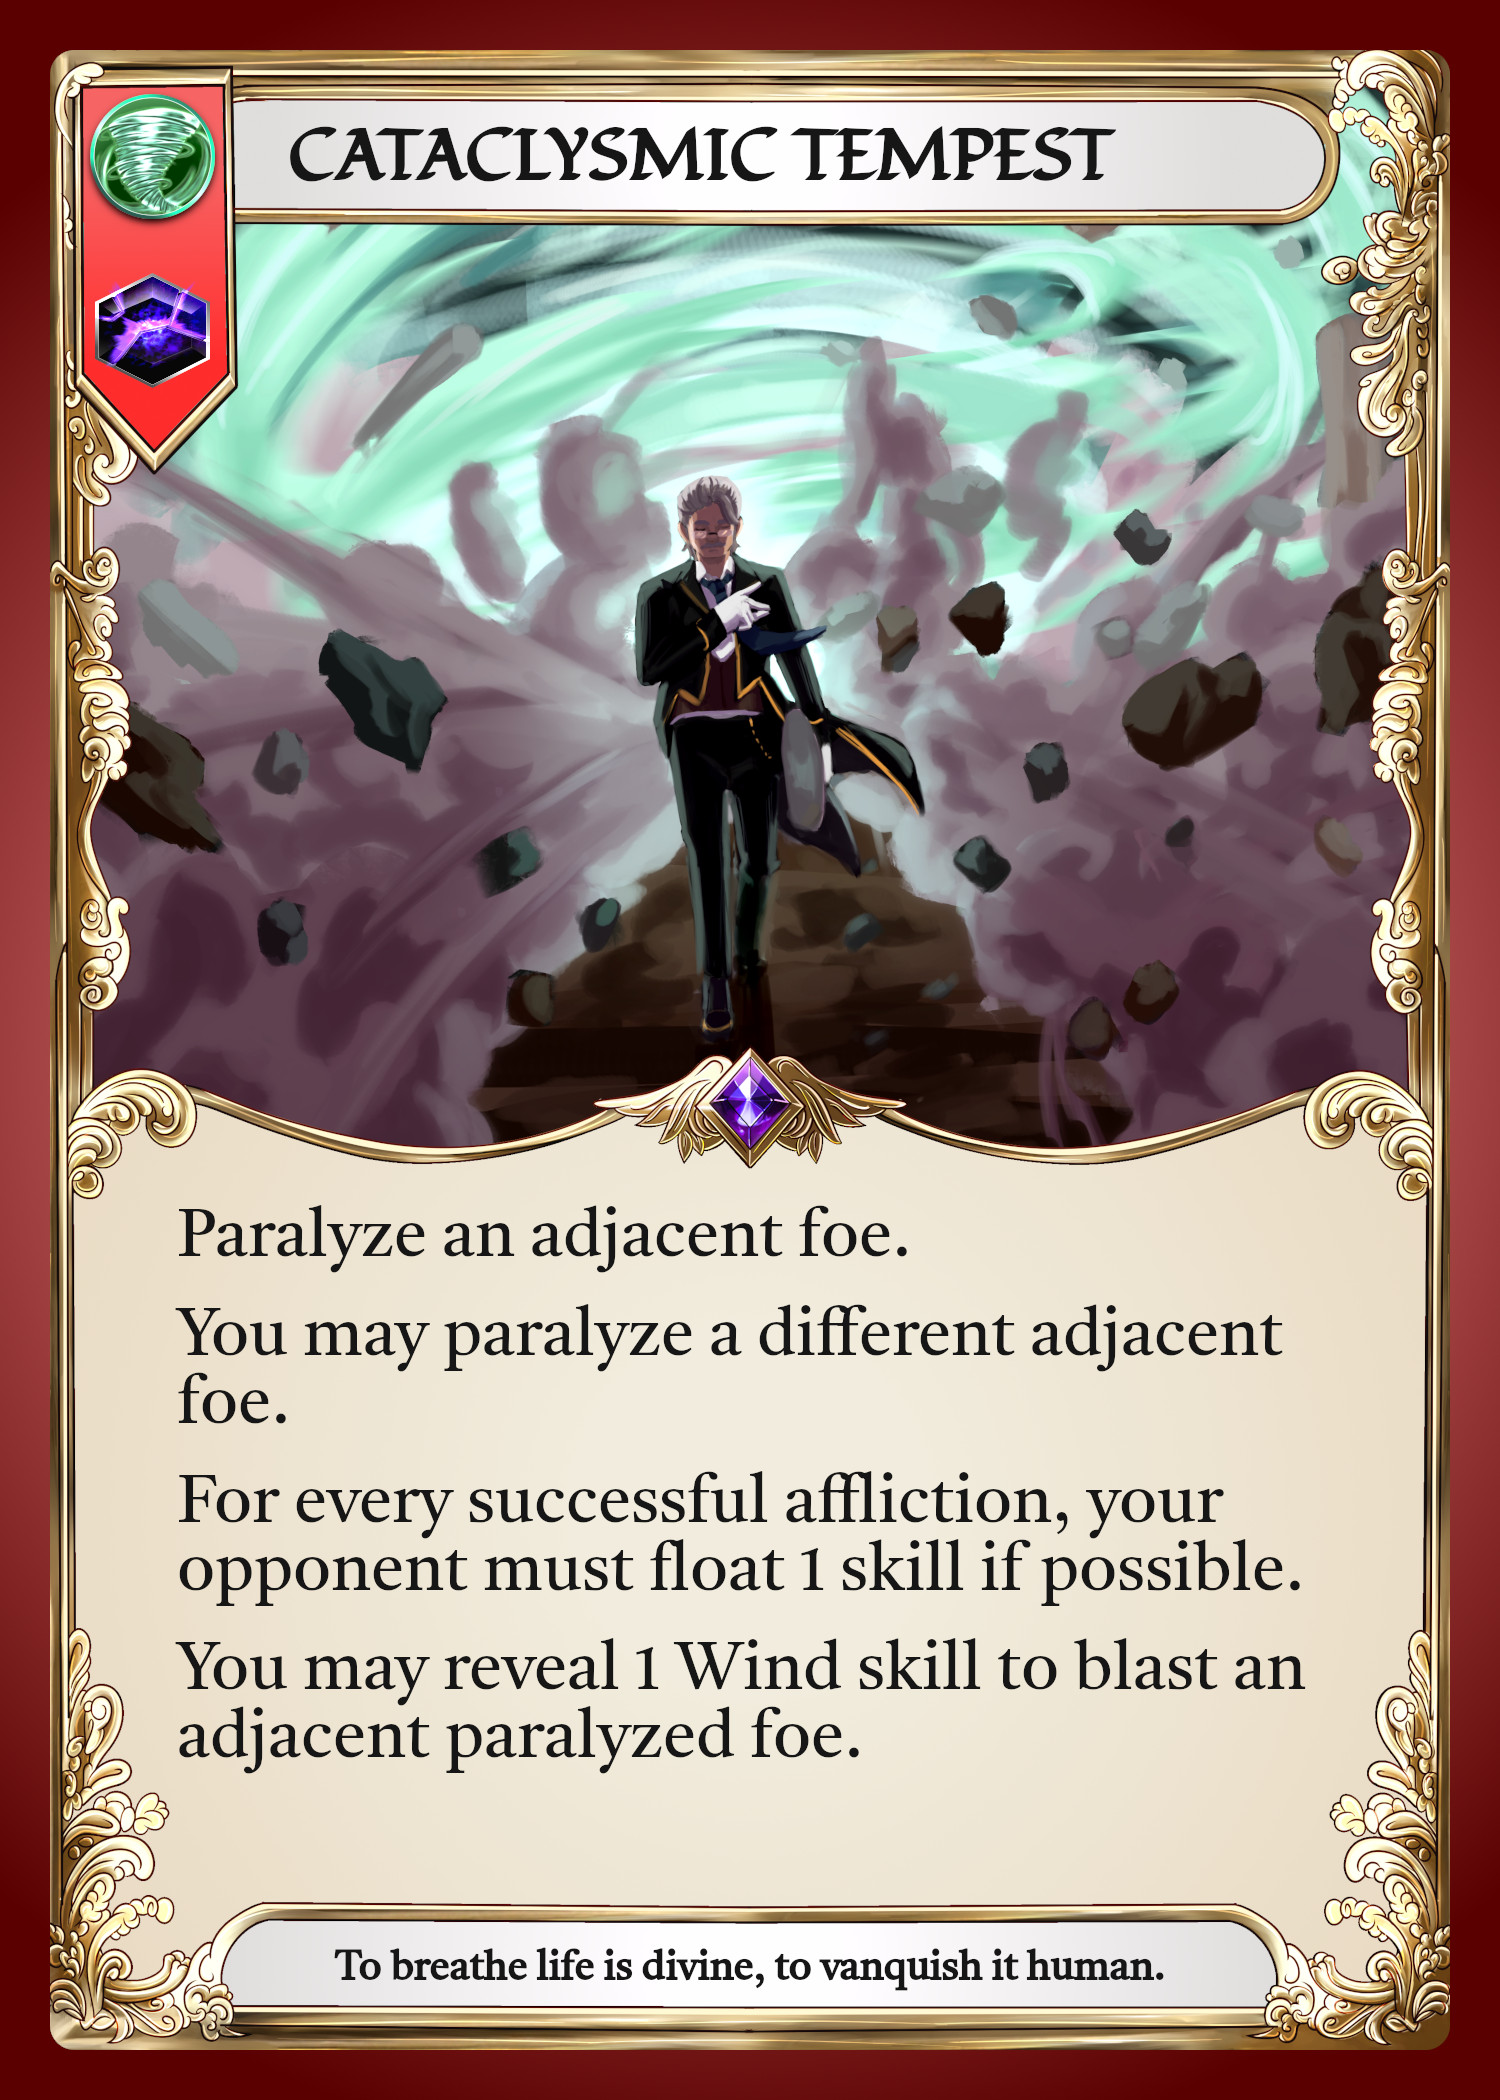 CATACLYSMIC TEMPEST
Paralyze an adjacent foe.
You may paralyze a different adjacent
foe.
For every successful affliction, your
opponent must float 1 skill if possible.
You may reveal 1 Wind skill to blast an
adjacent paralyzed foe.
To breathe life is divine, to vanquish it human.